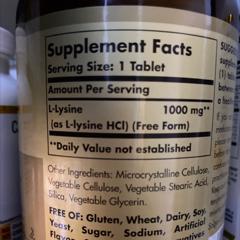 Supplement Facts
Serving Size: 1 Tablet
Amount Per Serving
L-Lysine 1000 mg**
(as L-lysine HCl) (Free Form)
**Daily Value not established
Other Ingredients: Microcrystalline Cellulose,
Vegetable Cellulose, Vegetable Stearic Acid,
Silica, Vegetable Glycerin.
FREE OF: Gluten, Wheat, Dairy, Soy,
Yeast, Sugar, Sodium, Artificial